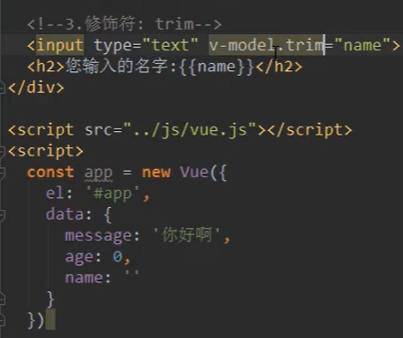 <!--3.修饰符: trim-->
<input type="text" v-model.trim="name">
<h2>您输入的名字:{{name}}</h2>
</div>
<script src="../js/vue.js"></script>
<script>
const app = new Vue({
el: '#app',
data: {
message: '你好啊',
age: 0,
name: ''
}
})